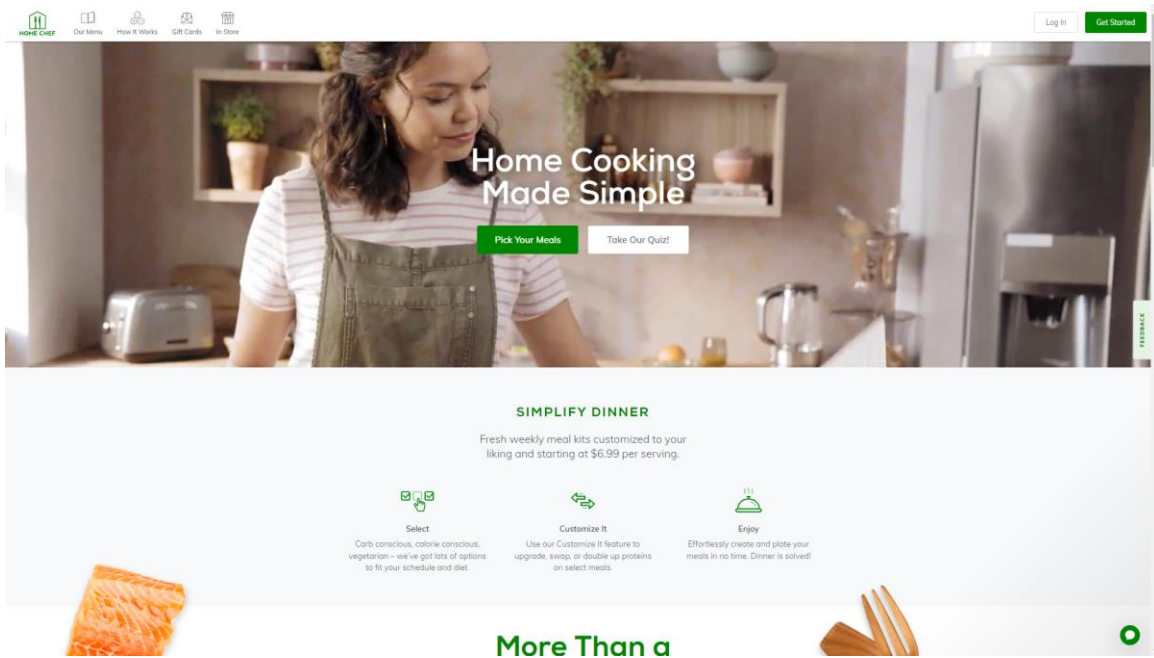 HOME CHEF
Our Menu
How It Works
Gift Cards
In Store
Log In
Get Started
Home Cooking
Made Simple
Pick Your Meals
Take Our Quiz!
FEEDBACK
SIMPLIFY DINNER
Fresh weekly meal kits customized to your
liking and starting at $6.99 per serving.
Select
Carb conscious, calorie conscious,
vegetarian – we've got lots of options
to fit your schedule and diet.
Customize It
Use our Customize It feature to
upgrade, swap, or double up proteins
on select meals.
Enjoy
Effortlessly create and plate your
meals in no time. Dinner is solved!
More Than a